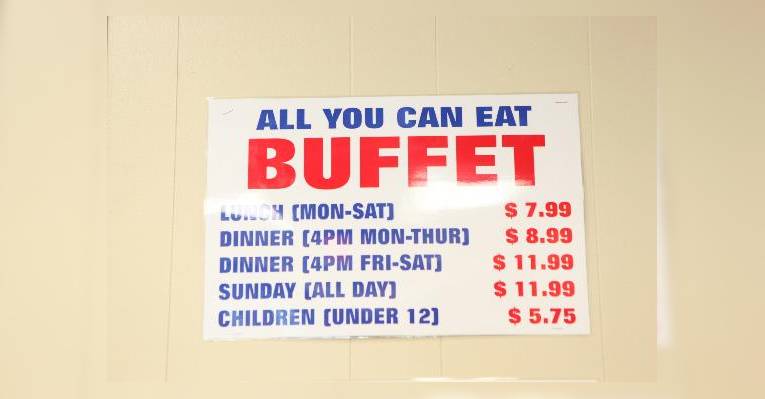 ALL YOU CAN EAT
BUFFET
LUNCH (MON-SAT) $ 7.99
DINNER (4PM MON-THUR) $ 8.99
DINNER (4PM FRI-SAT) $ 11.99
SUNDAY (ALL DAY) $ 11.99
CHILDREN (UNDER 12) $ 5.75